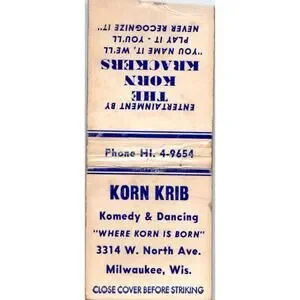 ENTERTAINMENT BY
THE
KORN
KRACKERS
"YOU NAME IT, WE'LL
PLAY IT - YOU'LL
NEVER RECOGNIZE IT"
Phone HI. 4-9654
KORN KRIB
Komedy & Dancing
"WHERE KORN IS BORN"
3314 W. North Ave.
Milwaukee, Wis.
CLOSE COVER BEFORE STRIKING